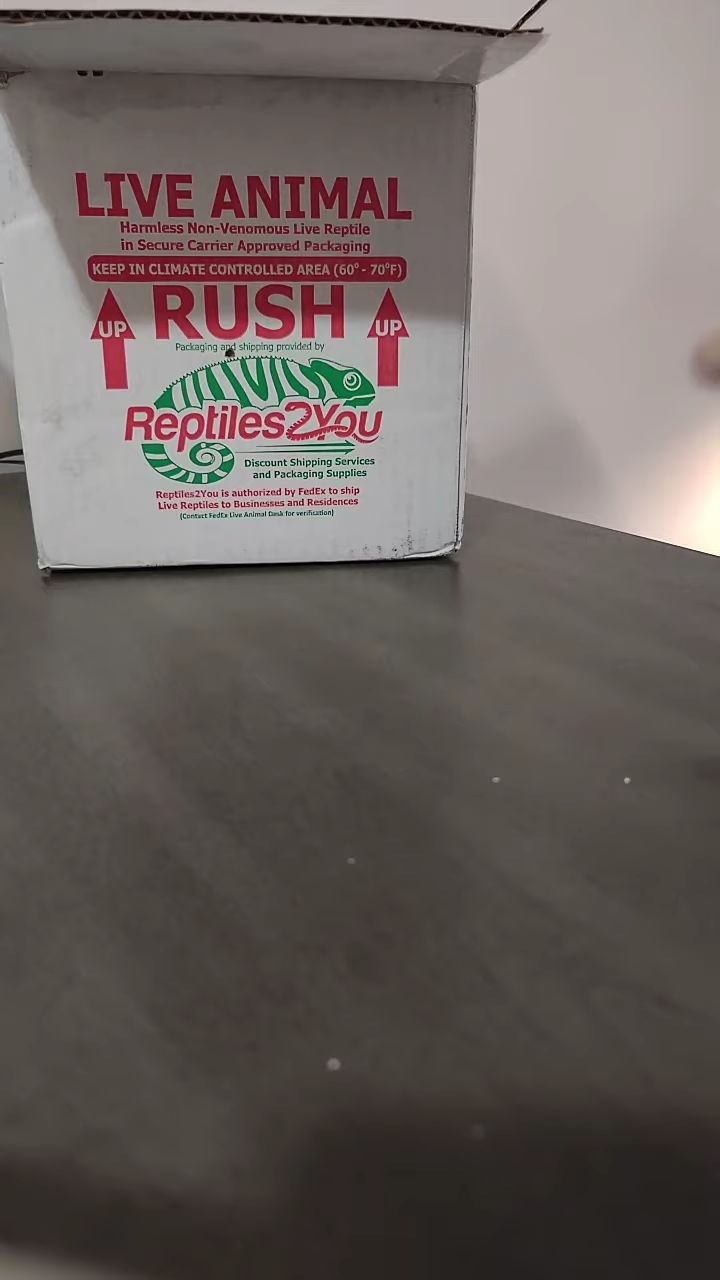 LIVE ANIMAL
Harmless Non-Venomous Live Reptile
in Secure Carrier Approved Packaging
KEEP IN CLIMATE CONTROLLED AREA (60⁰ - 70⁰F)
RUSH
UP
UP
Packaging and shipping provided by
Reptiles2You
Discount Shipping Services
and Packaging Supplies
Reptiles2You is authorized by FedEx to ship
Live Reptiles to Businesses and Residences
(Contact FedEx Live Animal Desk for verification)